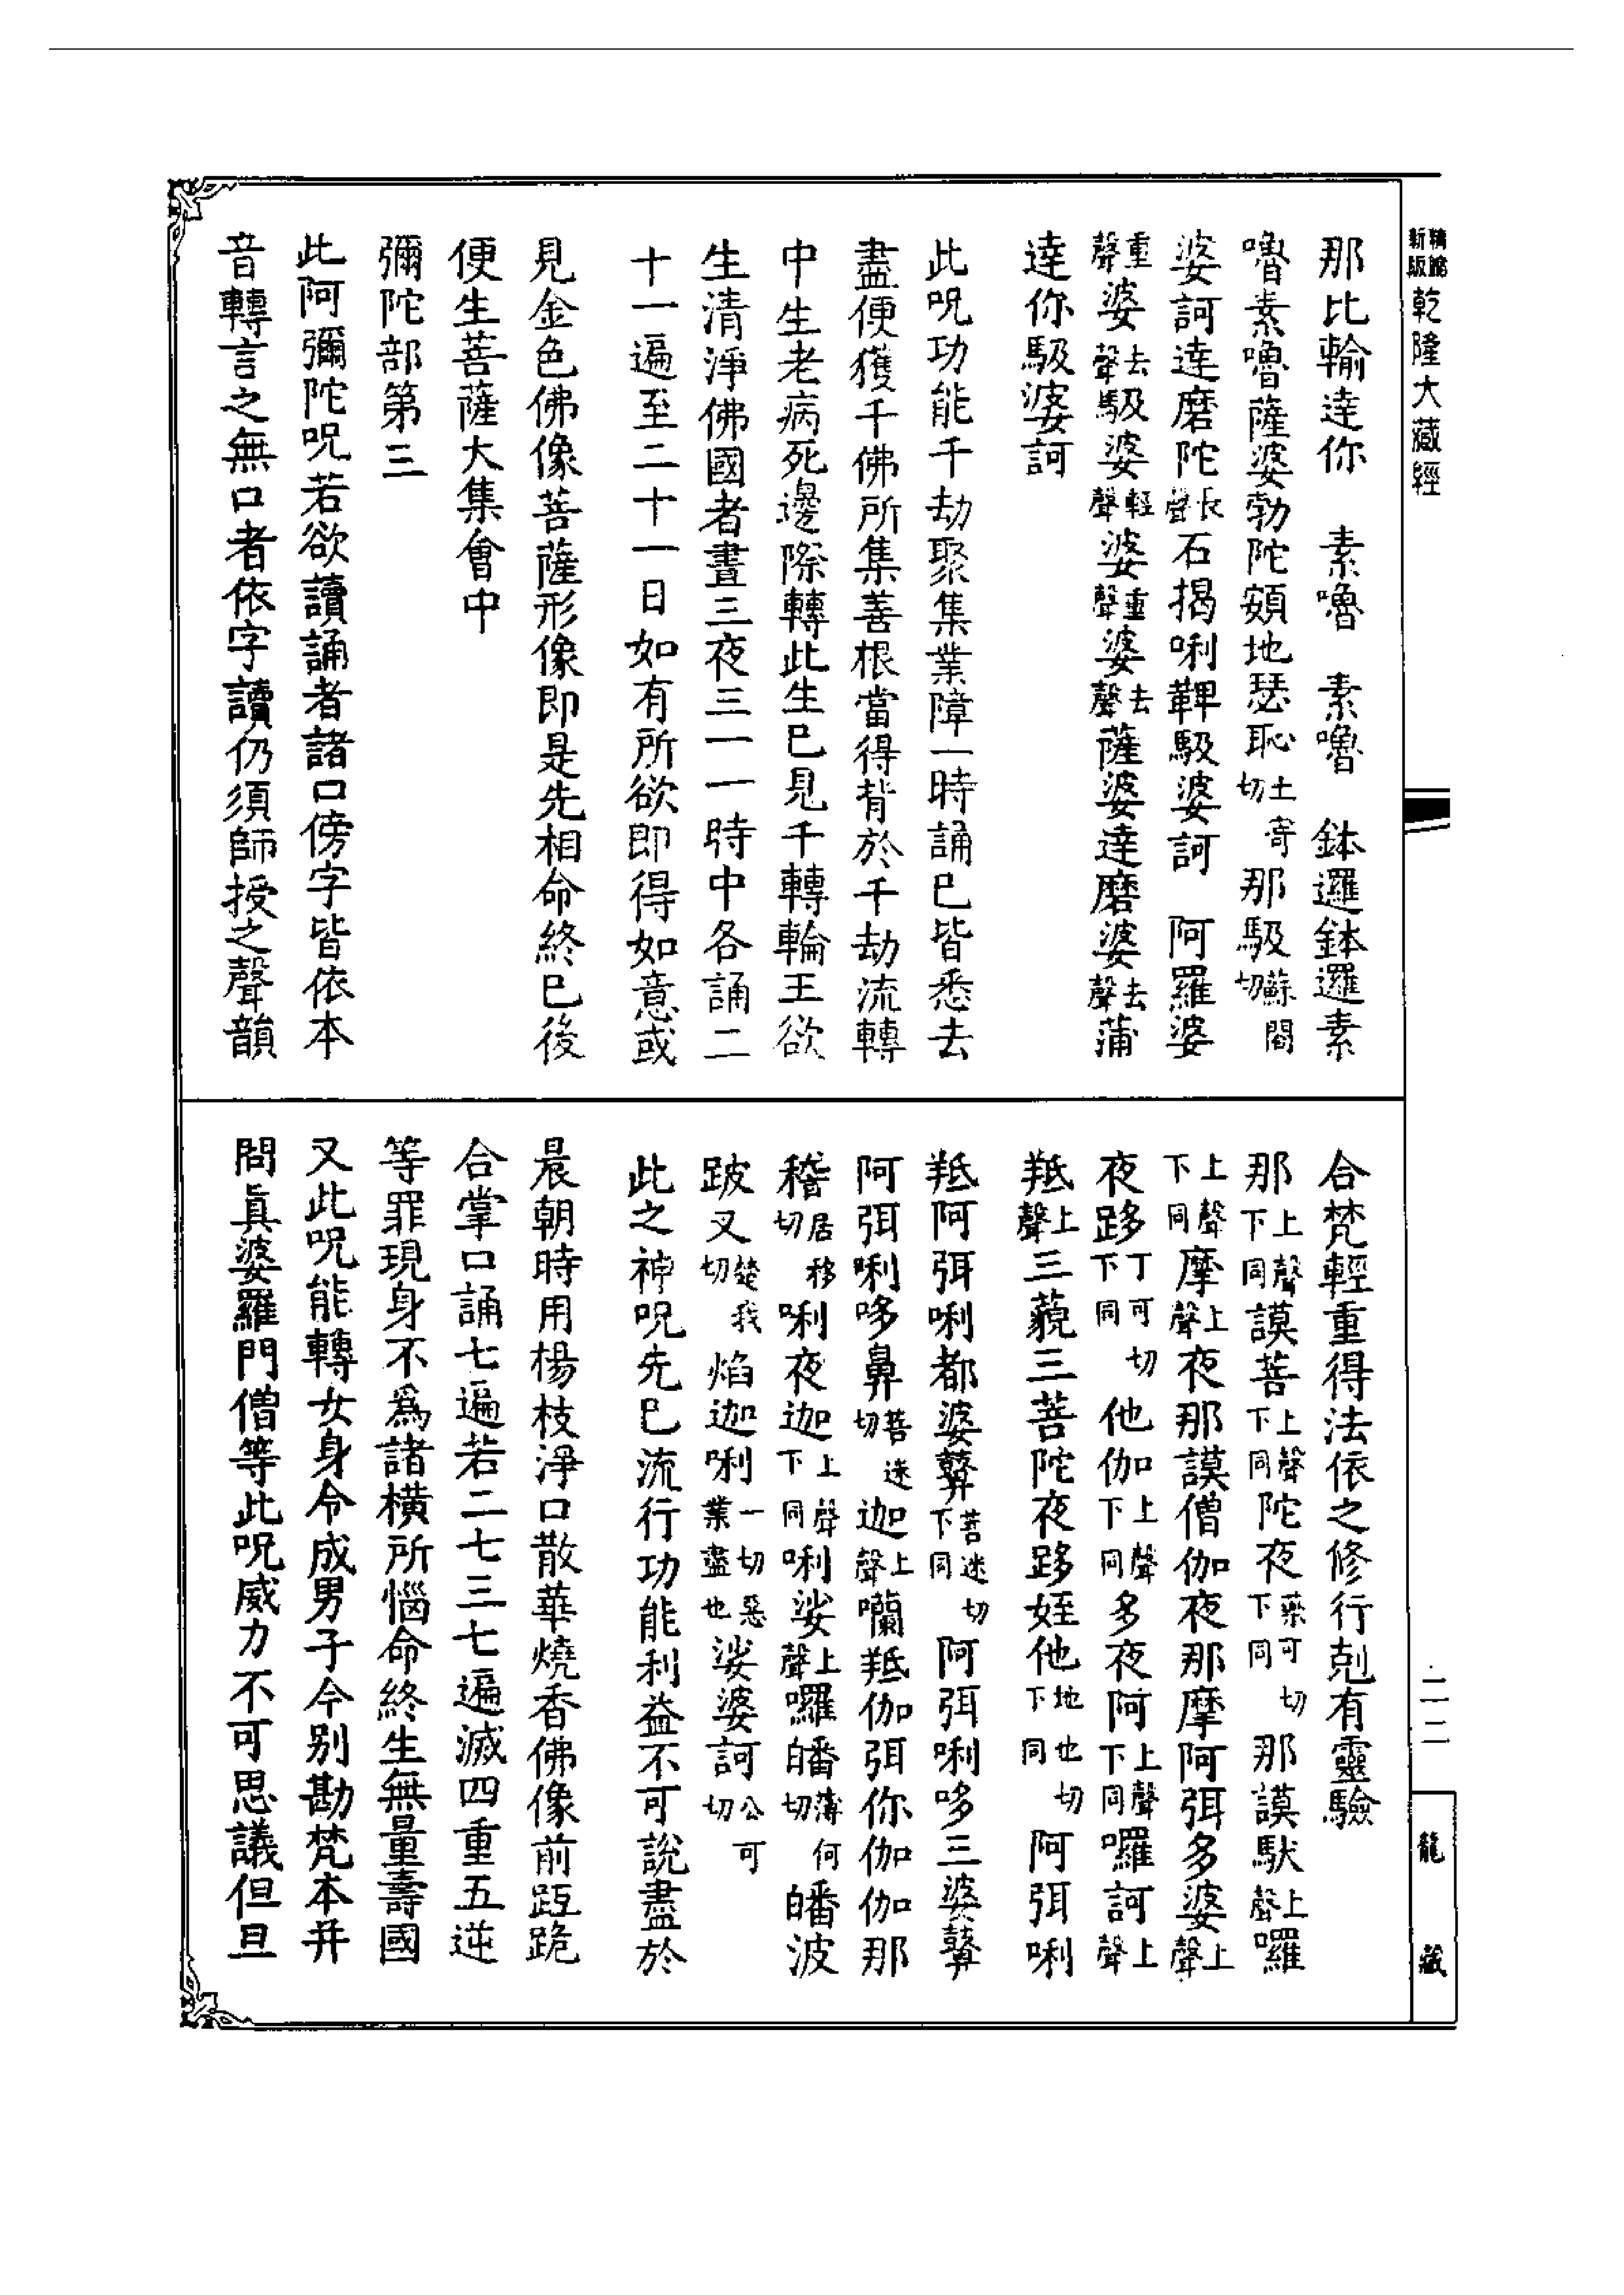 乾隆大藏經
那比輸達你　素嚕　素嚕　鉢邏鉢邏素
嚕素嚕薩婆勃陀頞地瑟恥土寄切那馺蘇閤切
婆訶達磨陀長聲石揭唎鞞馺婆訶　阿羅婆
重聲婆去聲馺婆輕聲婆重聲婆去聲薩婆達磨婆去聲蒲
達你馺婆訶
此呪功能千劫聚集業障一時誦已皆悉去
盡便獲千佛所集善根當得背於千劫流轉
中生老病死邊際轉此生已見千轉輪王欲
生清淨佛國者晝三夜三一一時中各誦二
十一遍至二十一日如有所欲即得如意或
見金色佛像菩薩形像即是先相命終已後
便生菩薩大集會中
彌陀部第三
此阿彌陀呪若欲讀誦者諸口傍字皆依本
音轉言之無口者依字讀仍須師授之聲韻
合梵輕重得法依之修行剋有靈驗
那上聲下同謨菩上聲下同陀夜藥可切下同那謨馱上聲囉
上聲下同摩上聲夜那謨僧伽夜那摩阿弭多婆上聲
夜跢丁可切下同他伽上聲下同多夜阿上聲下同囉訶上聲
羝上聲三藐三菩陀夜跢姪地也切下同他阿弭唎
羝阿弭唎都婆鼙菩迷切下同阿弭唎哆三婆鼙
阿弭唎哆鼻菩迷切迦上聲囒羝伽弭你伽伽那
稽居移切唎夜迦上聲下同唎娑上聲囉皤薄何切皤波
跛叉楚我切焰迦唎一切惡業盡也娑婆訶公可切
此之神呪先已流行功能利益不可說盡於
晨朝時用楊枝淨口散華燒香佛像前跪
合掌口誦七遍若二七三七遍滅四重五逆
等罪現身不爲諸橫所惱命終生無量壽國
又此呪能轉女身令成男子今别勘梵本并
問眞婆羅門僧等此呪威力不可思議但旦
二二
龍藏